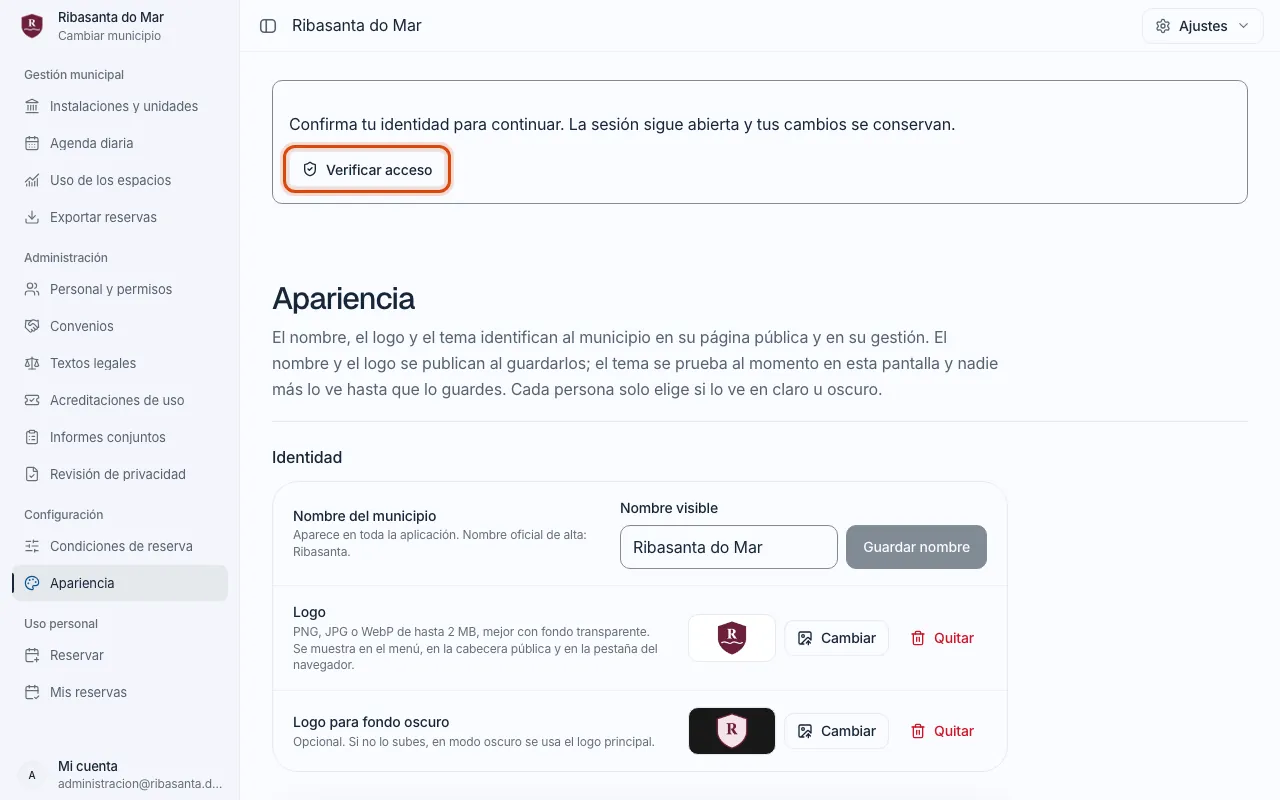 R
Ribasanta do Mar
Cambiar municipio
Gestión municipal
Instalaciones y unidades
Agenda diaria
Uso de los espacios
Exportar reservas
Administración
Personal y permisos
Convenios
Textos legales
Acreditaciones de uso
Informes conjuntos
Revisión de privacidad
Configuración
Condiciones de reserva
Apariencia
Uso personal
Reservar
Mis reservas
A
Mi cuenta
administracion@ribasanta.d...
Ribasanta do Mar
Ajustes
Confirma tu identidad para continuar. La sesión sigue abierta y tus cambios se conservan.
Verificar acceso
Apariencia
El nombre, el logo y el tema identifican al municipio en su página pública y en su gestión. El
nombre y el logo se publican al guardarlos; el tema se prueba al momento en esta pantalla y nadie
más lo ve hasta que lo guardes. Cada persona solo elige si lo ve en claro u oscuro.
Identidad
Nombre del municipio
Aparece en toda la aplicación. Nombre oficial de alta:
Ribasanta.
Nombre visible
Ribasanta do Mar
Guardar nombre
Logo
PNG, JPG o WebP de hasta 2 MB, mejor con fondo transparente.
Se muestra en el menú, en la cabecera pública y en la pestaña del
navegador.
R
Cambiar
Quitar
Logo para fondo oscuro
Opcional. Si no lo subes, en modo oscuro se usa el logo principal.
R
Cambiar
Quitar